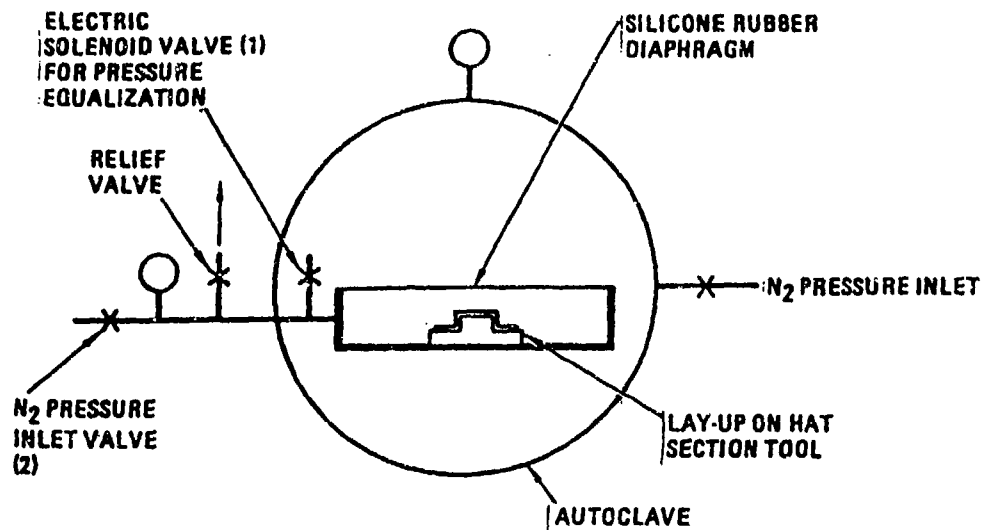 ELECTRIC
SOLENOID VALVE (1)
FOR PRESSURE
EQUALIZATION
SILICONE RUBBER
DIAPHRAGM
RELIEF
VALVE
N2 PRESSURE INLET
N2 PRESSURE
INLET VALVE
(2)
LAY-UP ON HAT
SECTION TOOL
AUTOCLAVE